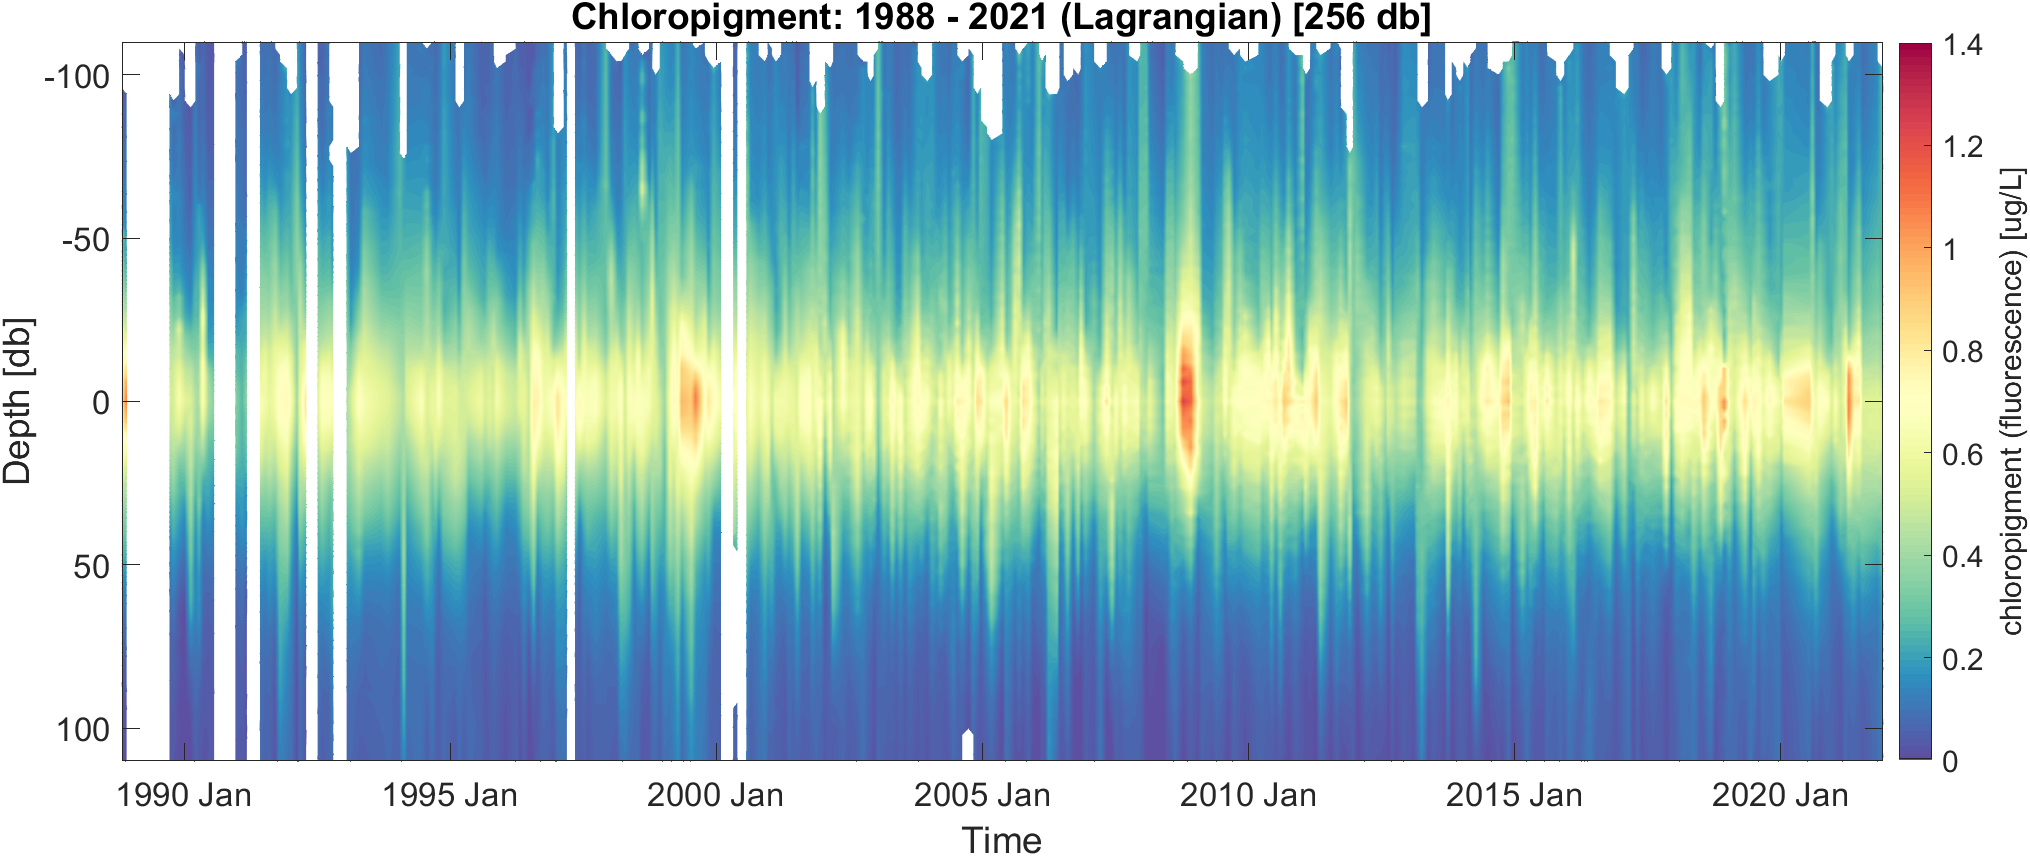 Chloropigment: 1988 - 2021 (Lagrangian) [256 db]
-100
-50
0
50
100
Depth [db]
1990 Jan
1995 Jan
2000 Jan
2005 Jan
2010 Jan
2015 Jan
2020 Jan
Time
1.4
1.2
1
0.8
0.6
0.4
0.2
0
chloropigment (fluorescence) [ug/L]